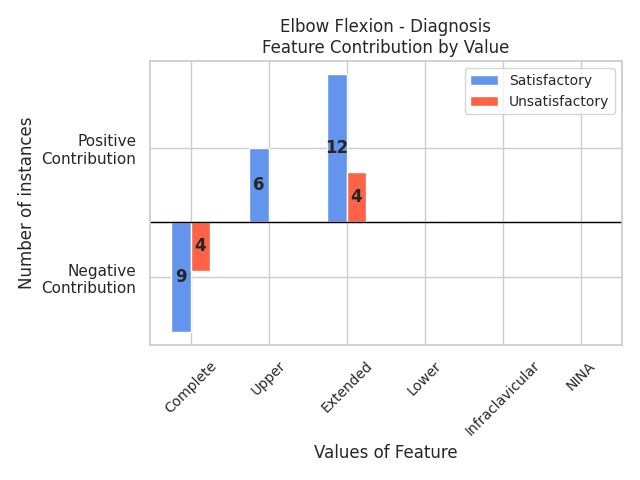 Elbow Flexion - Diagnosis
Feature Contribution by Value
Satisfactory
Unsatisfactory
Number of instances
Positive
Contribution
Negative
Contribution
12
6
4
4
9
Complete
Upper
Extended
Lower
Infraclavicular
NINA
Values of Feature